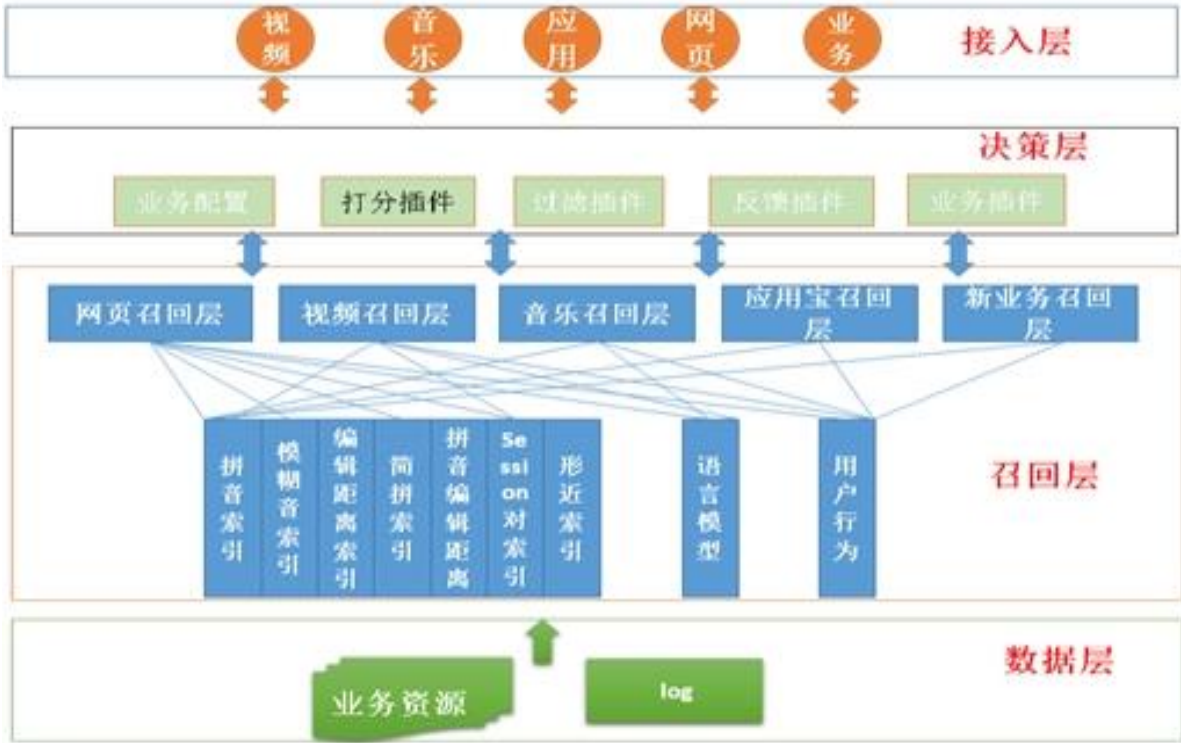 视频
音乐
应用
网页
业务
接入层
决策层
业务配置
打分插件
过滤插件
反馈插件
业务插件
网页召回层
视频召回层
音乐召回层
应用宝召回
层
新业务召回
层
拼音索引
模糊音索引
编辑距离索引
简拼索引
拼音编辑距离
Session对索引
形近索引
语言模型
用户行为
召回层
数据层
业务资源
log